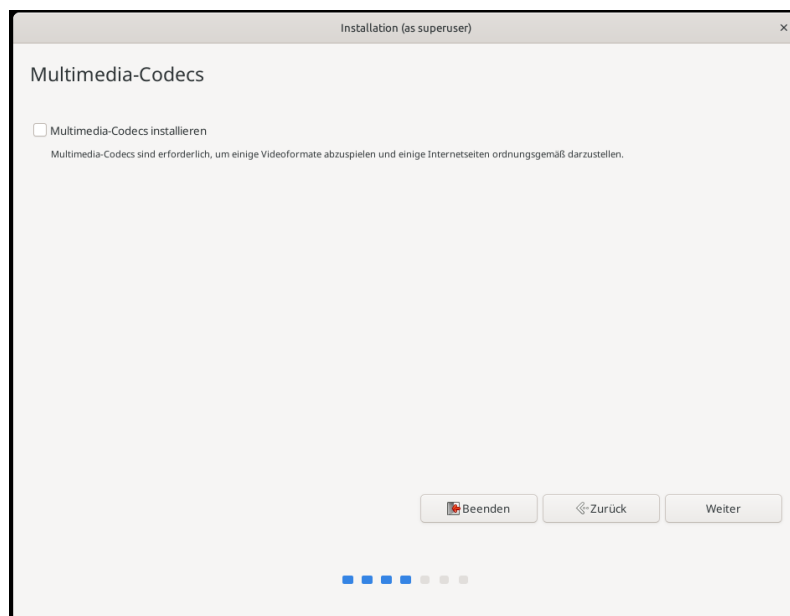 Installation (as superuser)
Multimedia-Codecs
Multimedia-Codecs installieren
Multimedia-Codecs sind erforderlich, um einige Videoformate abzuspielen und einige Internetseiten ordnungsgemäß darzustellen.
Beenden
Zurück
Weiter